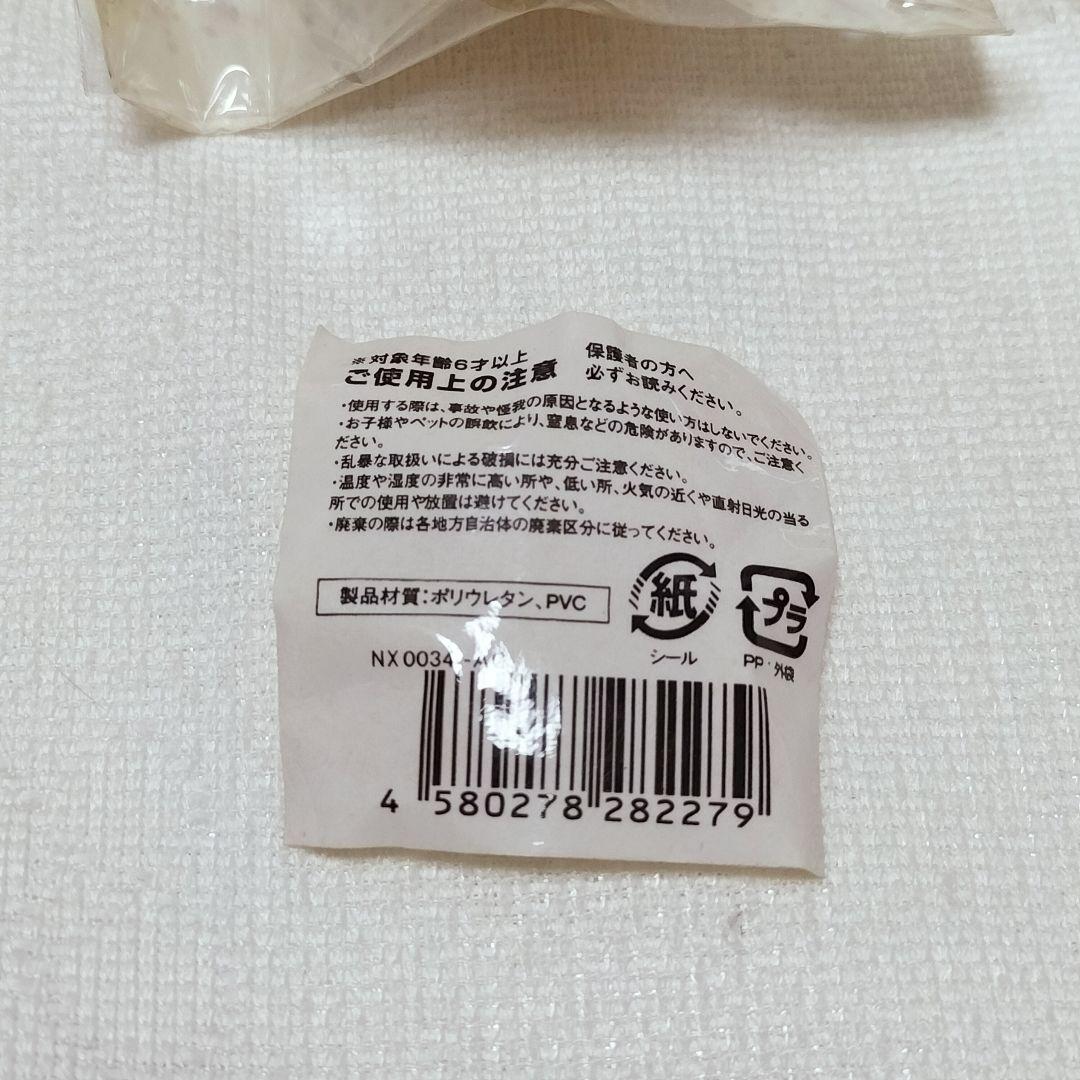 ※対象年齢6才以上
ご使用上の注意
保護者の方へ
必ずお読みください。
・使用する際は、事故や怪我の原因となるような使い方はしないでください。
・お子様やペットの誤飲により、窒息などの危険がありますので、ご注意く
ださい。
・乱暴な取扱いによる破損には充分ご注意ください。
・温度や湿度の非常に高い所や、低い所、火気の近くや直射日光の当る
所での使用や放置は避けてください。
・廃棄の際は各地方自治体の廃棄区分に従ってください。
製品材質:ポリウレタン、PVC
紙
シール
プラ
PP・外袋
4 580278 282279